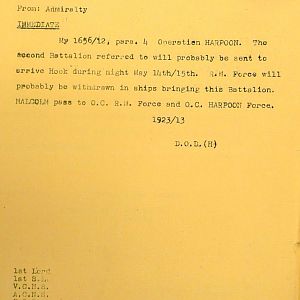 From: Admiralty
IMMEDIATE
My 1656/12, para. 4 Operation HARPOON. The
second Battalion referred to will probably be sent to
arrive Hook during night May 14th/15th. R.M. Force will
probably be withdrawn in ships bringing this Battalion.
MALCOLM pass to O.C. R.M. Force and O.C. HARPOON Force.
1923/13
D.O.D.(H)
1st Lord
1st S.L.
V.C.N.S.
A.C.N.S.